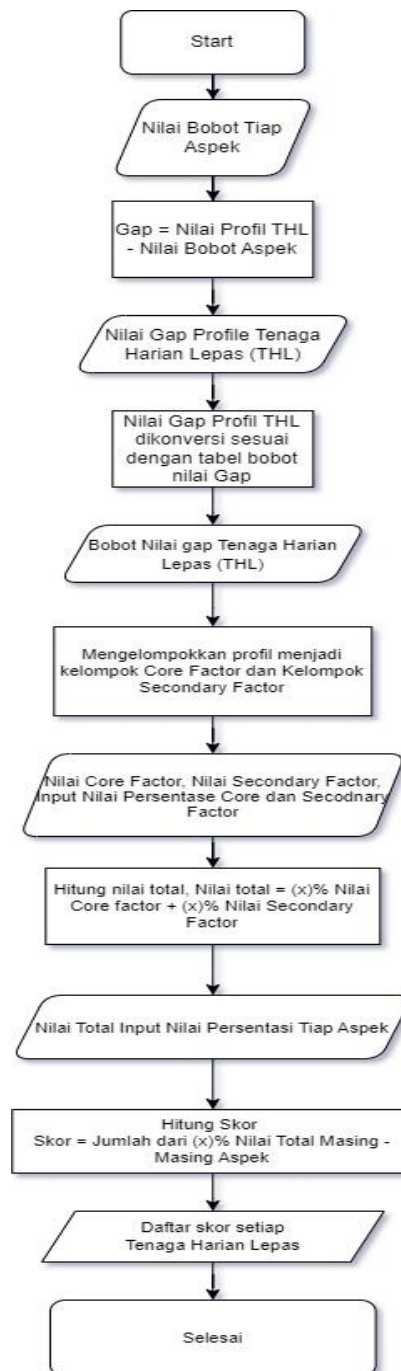 Start
Nilai Bobot Tiap
Aspek
Gap = Nilai Profil THL
- Nilai Bobot Aspek
Nilai Gap Profile Tenaga
Harian Lepas (THL)
Nilai Gap Profil THL
dikonversi sesuai
dengan tabel bobot
nilai Gap
Bobot Nilai gap Tenaga Harian
Lepas (THL)
Mengelompokkan profil menjadi
kelompok Core Factor dan Kelompok
Secondary Factor
Nilai Core Factor, Nilai Secondary Factor,
Input Nilai Persentase Core dan Secodnary
Factor
Hitung nilai total, Nilai total = (x)% Nilai
Core factor + (x)% Nilai Secondary
Factor
Nilai Total Input Nilai Persentasi Tiap Aspek
Hitung Skor
Skor = Jumlah dari (x)% Nilai Total Masing -
Masing Aspek
Daftar skor setiap
Tenaga Harian Lepas
Selesai